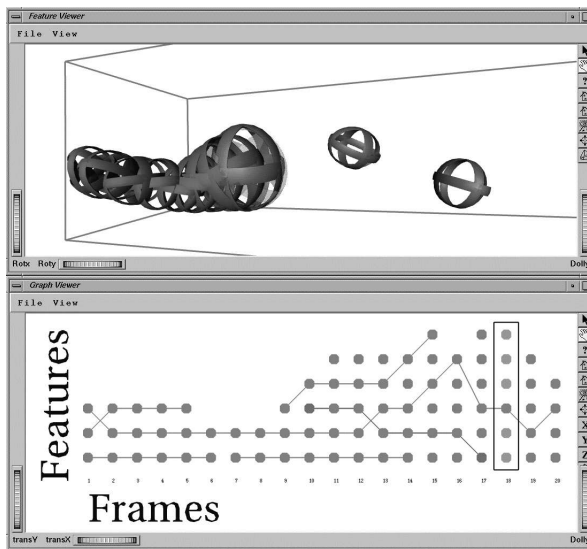 Feature Viewer
File View
?
Rotx Roty
Dolly
Graph Viewer
File View
?
X
Y
Z
Features
1 2 3 4 5 6 7 8 9 10 11 12 13 14 15 16 17 18 19 20
Frames
transY transX
Dolly